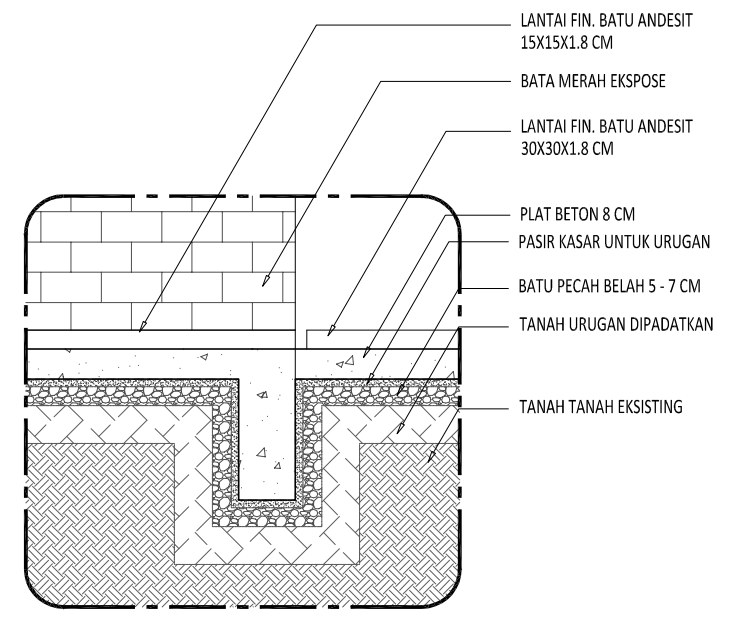 LANTAI FIN. BATU ANDESIT
15X15X1.8 CM
BATA MERAH EKSPOSE
LANTAI FIN. BATU ANDESIT
30X30X1.8 CM
PLAT BETON 8 CM
PASIR KASAR UNTUK URUGAN
BATU PECAH BELAH 5 - 7 CM
TANAH URUGAN DIPADATKAN
TANAH TANAH EKSISTING